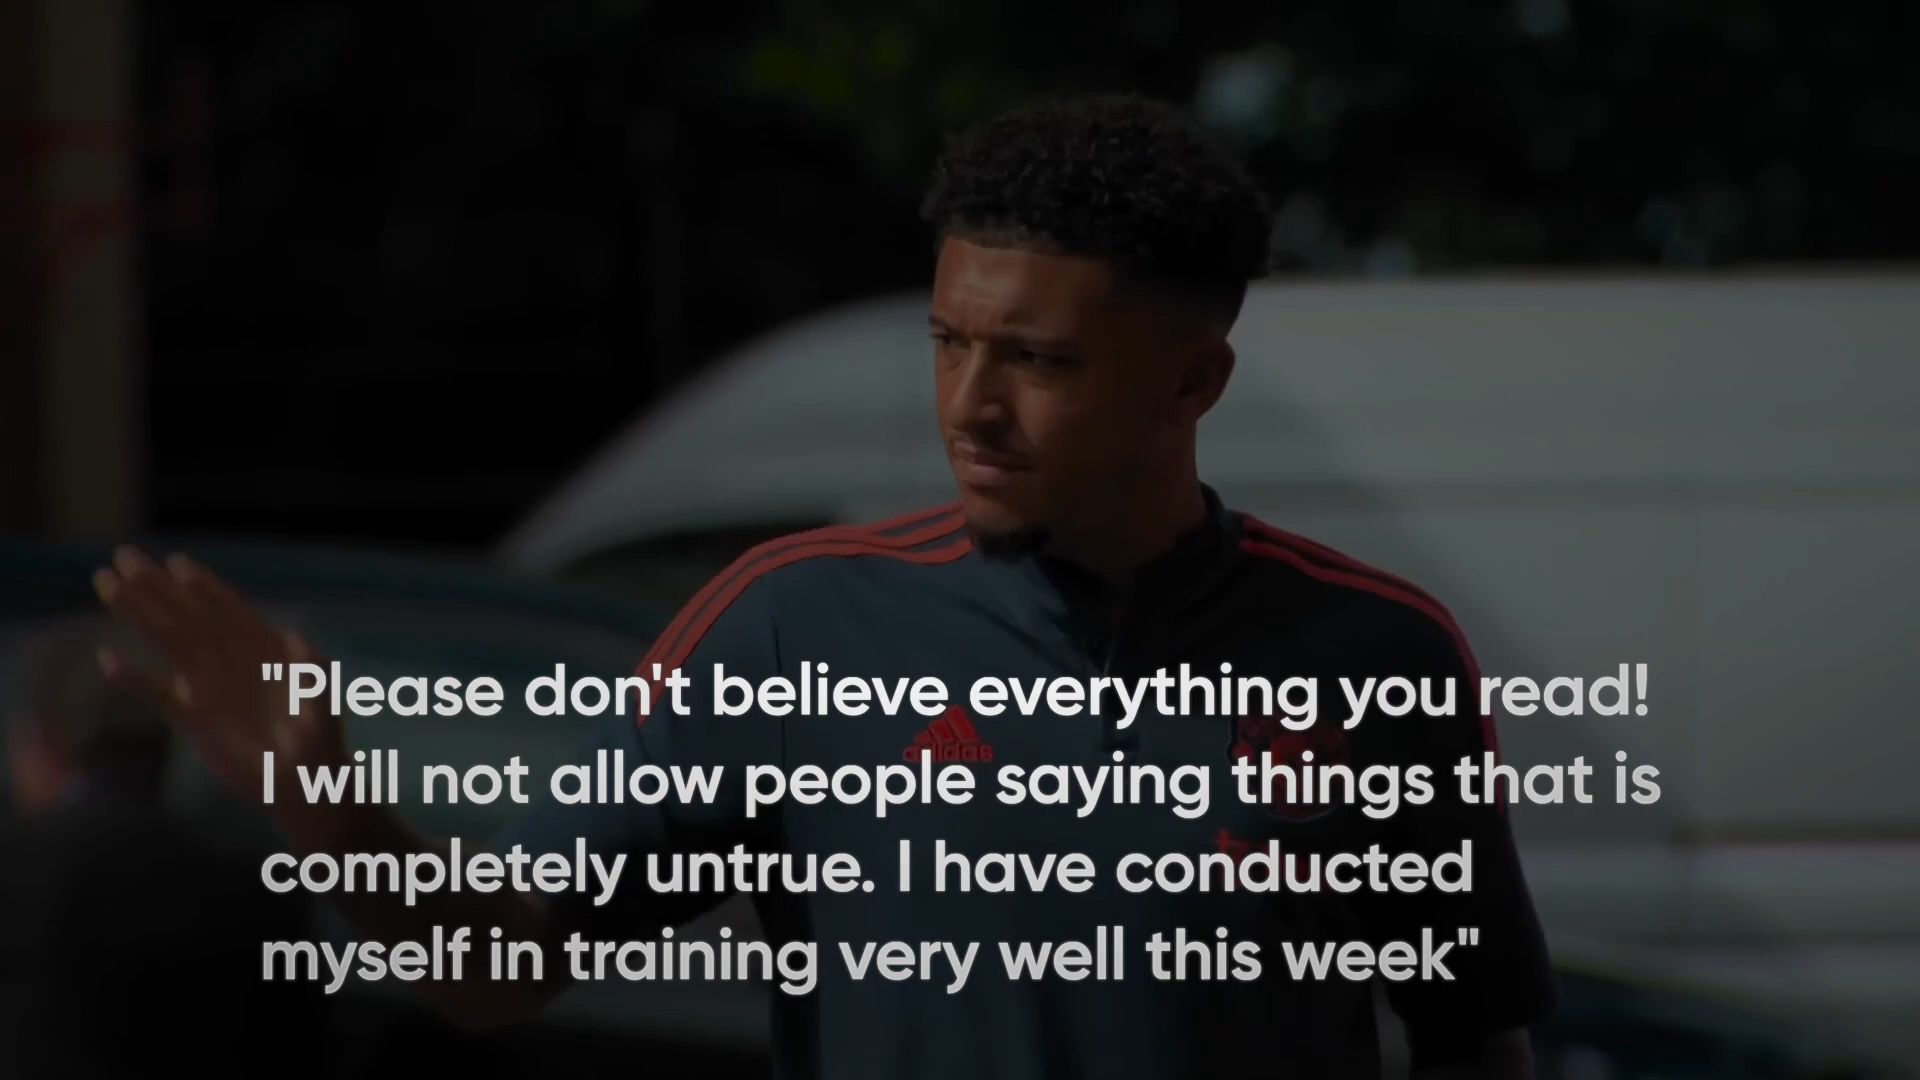 "Please don't believe everything you read!
I will not allow people saying things that is
completely untrue. I have conducted
myself in training very well this week"
adidas